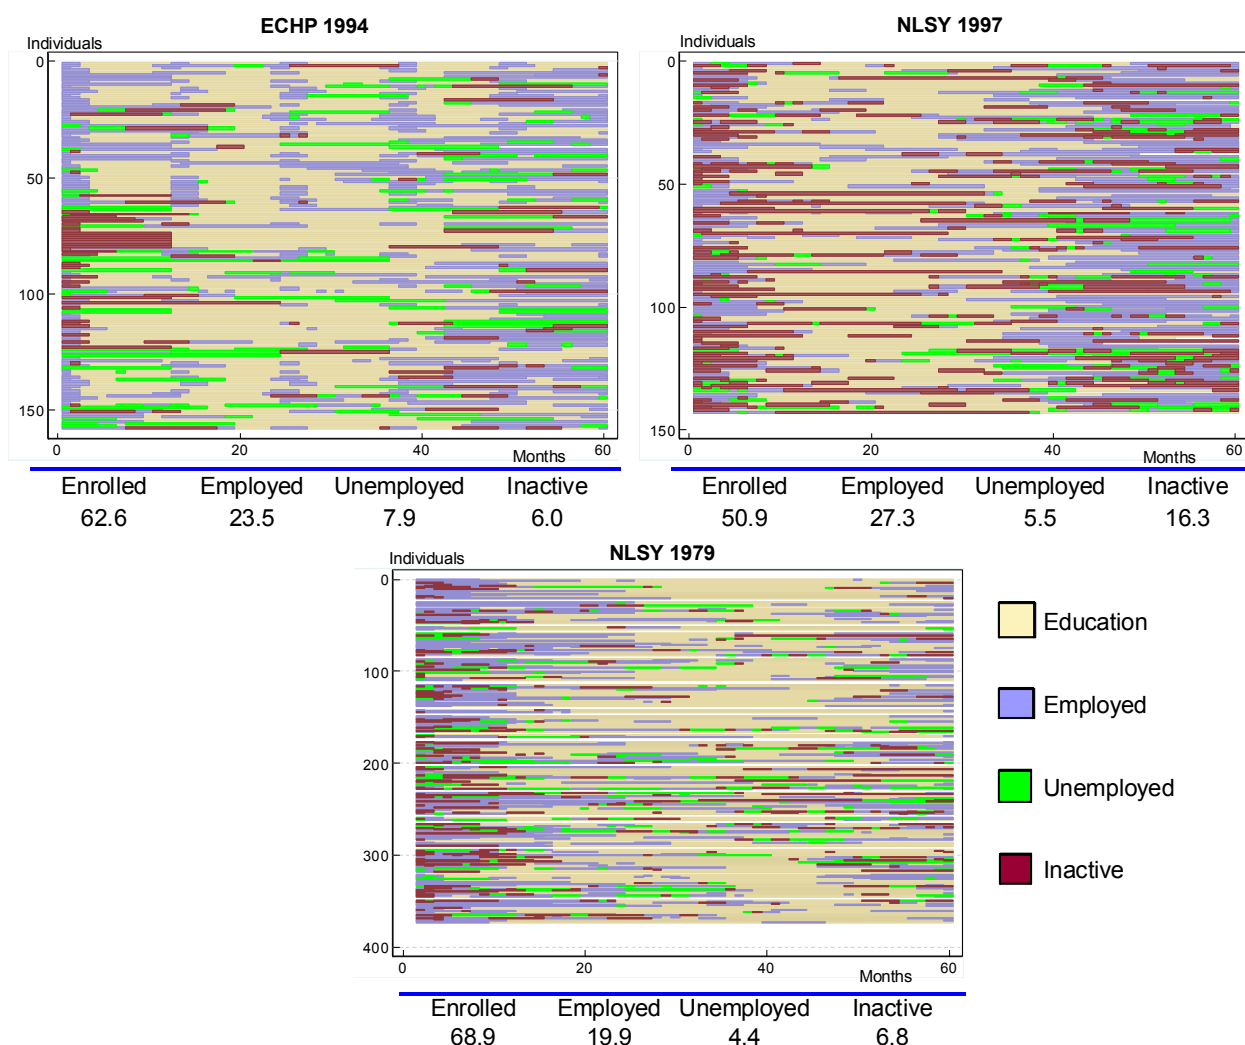 ECHP 1994
Individuals
0
50
100
150
0 20 40 60
Months
Enrolled Employed Unemployed Inactive
62.6 23.5 7.9 6.0
NLSY 1997
Individuals
0
50
100
150
0 20 40 60
Months
Enrolled Employed Unemployed Inactive
50.9 27.3 5.5 16.3
NLSY 1979
Individuals
0
100
200
300
400
0 20 40 60
Months
Enrolled Employed Unemployed Inactive
68.9 19.9 4.4 6.8
Education
Employed
Unemployed
Inactive